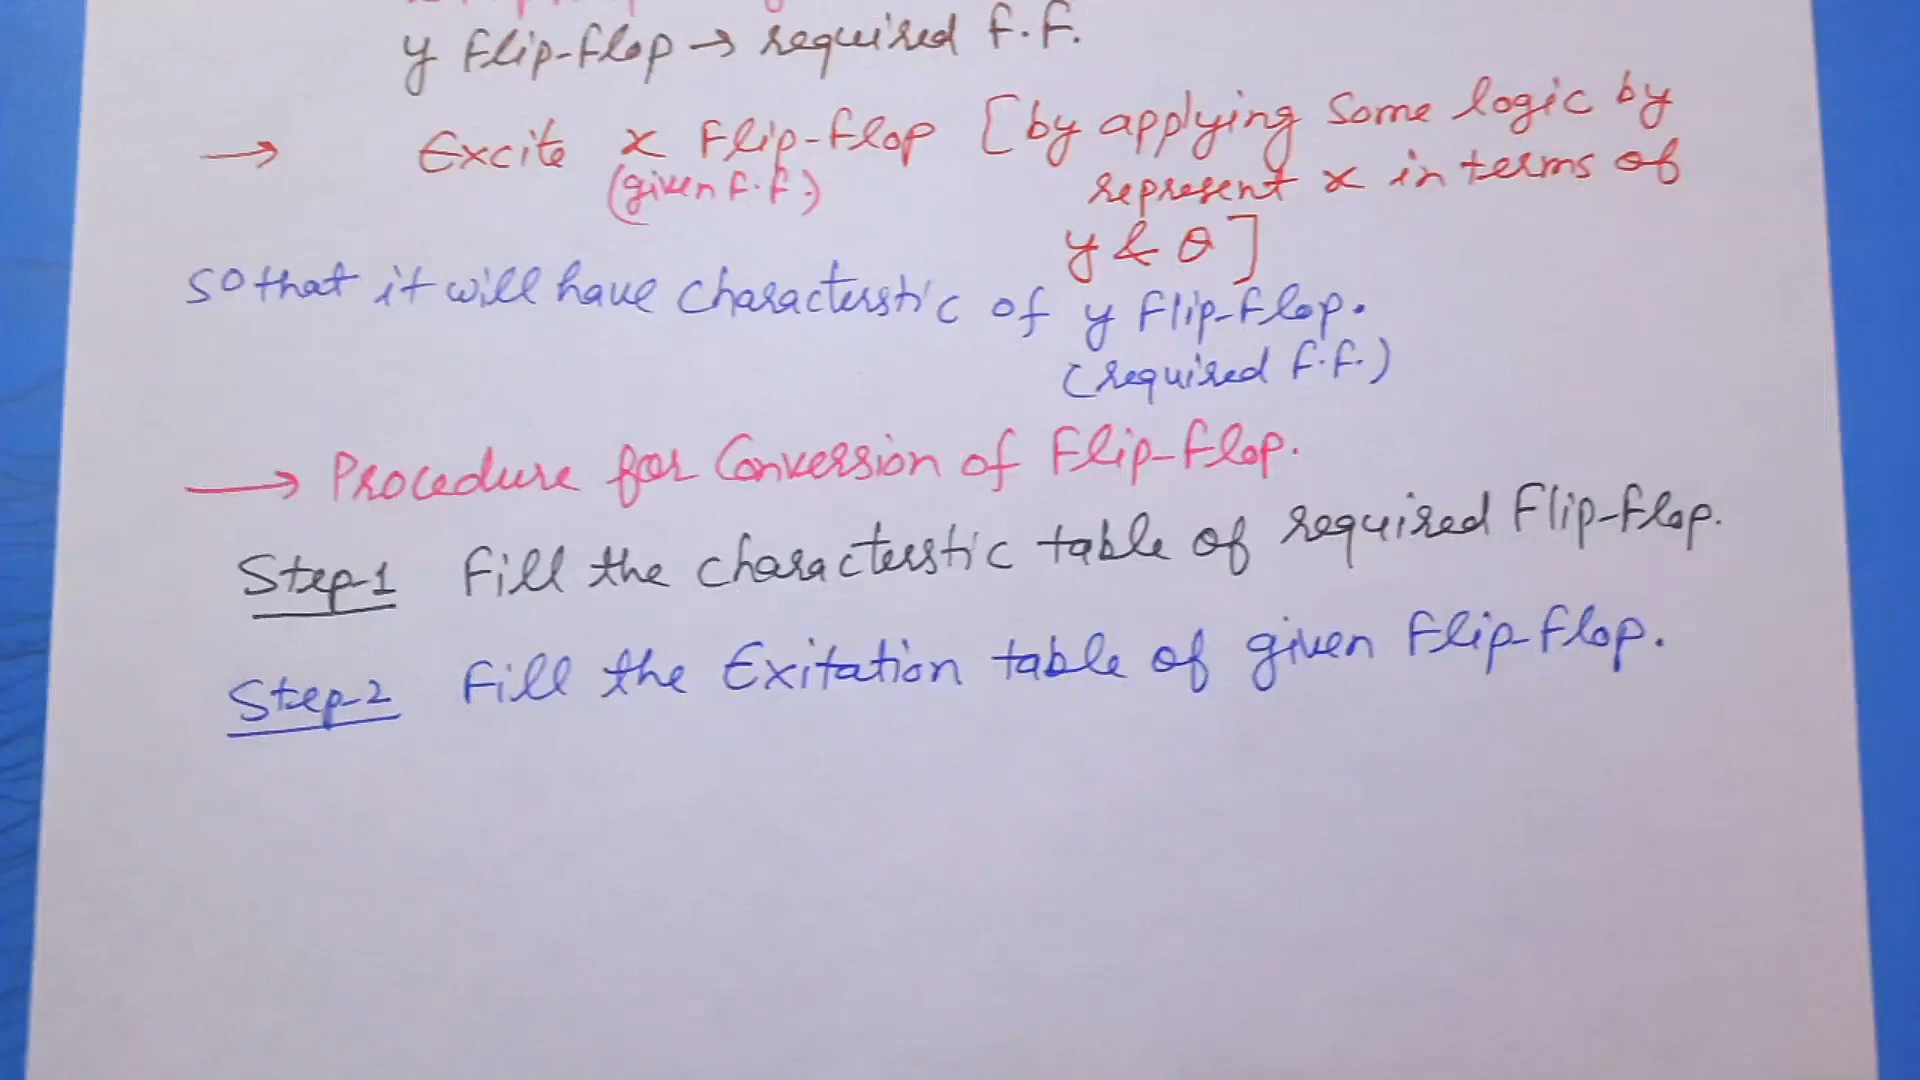 y Flip-Flop → required F.F.
→ Excite x Flip-Flop [by applying Some logic by
(given F.F.) represent x in terms of
y & Q]
so that it will have characterstic of y Flip-Flop.
(required F.F.)
→ Procedure for Conversion of Flip-Flop.
Step-1 Fill the characterstic table of required Flip-Flop.
Step-2 Fill the Exitation table of given Flip-Flop.